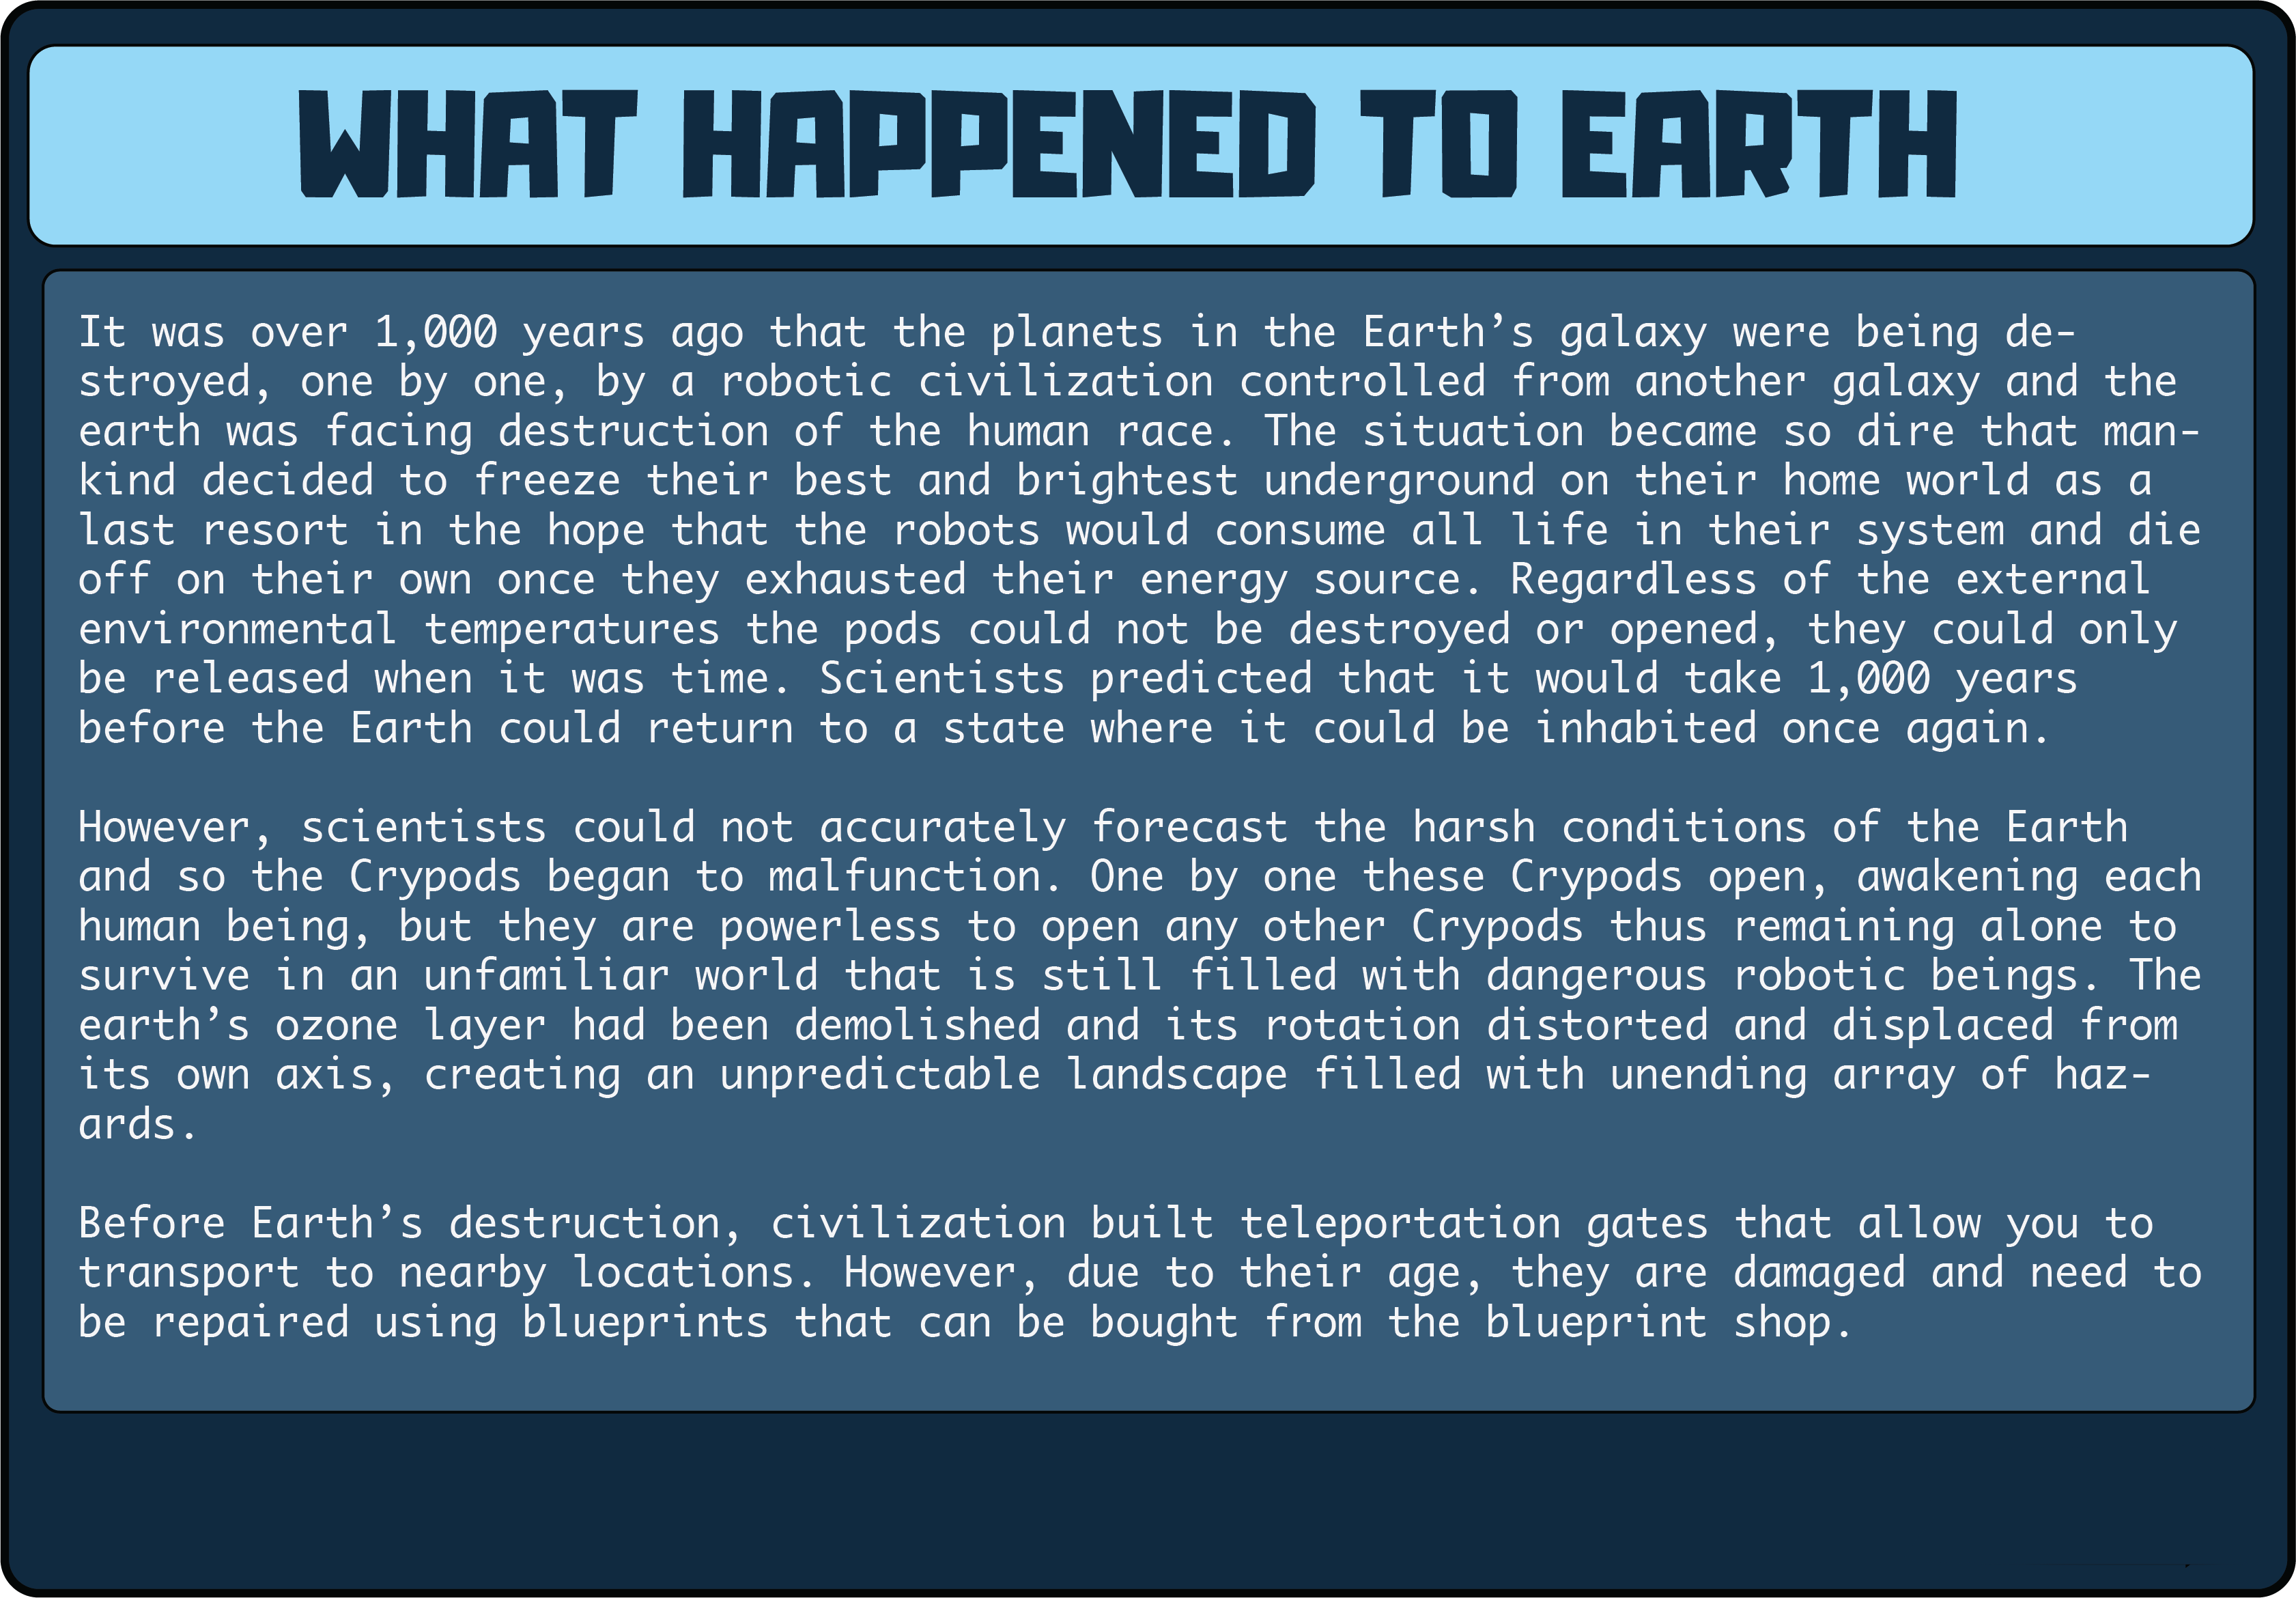 WHAT HAPPENED TO EARTH
It was over 1,000 years ago that the planets in the Earth’s galaxy were being de-
stroyed, one by one, by a robotic civilization controlled from another galaxy and the
earth was facing destruction of the human race. The situation became so dire that man-
kind decided to freeze their best and brightest underground on their home world as a
last resort in the hope that the robots would consume all life in their system and die
off on their own once they exhausted their energy source. Regardless of the external
environmental temperatures the pods could not be destroyed or opened, they could only
be released when it was time. Scientists predicted that it would take 1,000 years
before the Earth could return to a state where it could be inhabited once again.
However, scientists could not accurately forecast the harsh conditions of the Earth
and so the Crypods began to malfunction. One by one these Crypods open, awakening each
human being, but they are powerless to open any other Crypods thus remaining alone to
survive in an unfamiliar world that is still filled with dangerous robotic beings. The
earth’s ozone layer had been demolished and its rotation distorted and displaced from
its own axis, creating an unpredictable landscape filled with unending array of haz-
ards.
Before Earth’s destruction, civilization built teleportation gates that allow you to
transport to nearby locations. However, due to their age, they are damaged and need to
be repaired using blueprints that can be bought from the blueprint shop.